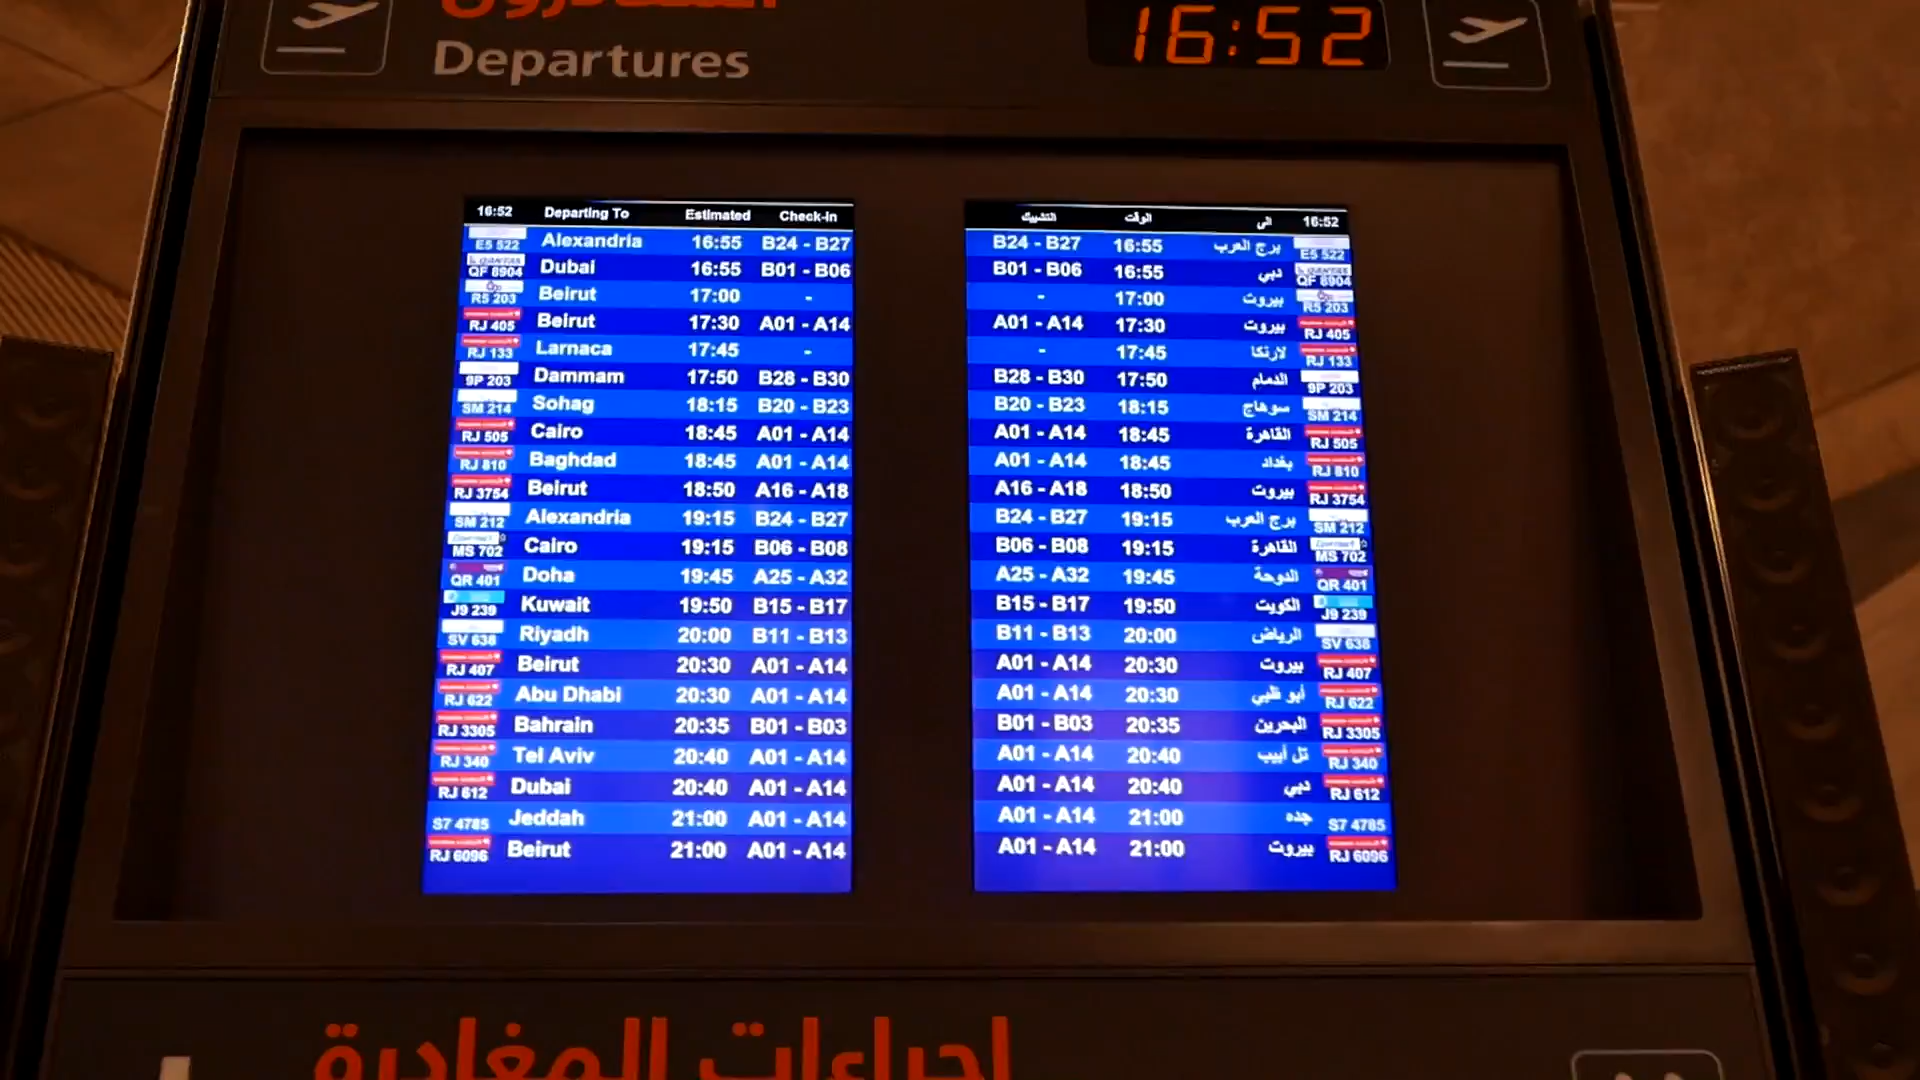 Departures
16:52
16:52 Departing To Estimated Check-in
E5 522 Alexandria 16:55 B24 - B27
QANTAS
QF 8904 Dubai 16:55 B01 - B06
R5 203 Beirut 17:00 -
RJ 405 Beirut 17:30 A01 - A14
RJ 133 Larnaca 17:45 -
9P 203 Dammam 17:50 B28 - B30
SM 214 Sohag 18:15 B20 - B23
RJ 505 Cairo 18:45 A01 - A14
RJ 810 Baghdad 18:45 A01 - A14
RJ 3754 Beirut 18:50 A16 - A18
SM 212 Alexandria 19:15 B24 - B27
MS 702 Cairo 19:15 B06 - B08
QR 401 Doha 19:45 A25 - A32
J9 239 Kuwait 19:50 B15 - B17
SV 638 Riyadh 20:00 B11 - B13
RJ 407 Beirut 20:30 A01 - A14
RJ 622 Abu Dhabi 20:30 A01 - A14
RJ 3305 Bahrain 20:35 B01 - B03
RJ 340 Tel Aviv 20:40 A01 - A14
RJ 612 Dubai 20:40 A01 - A14
S7 4785 Jeddah 21:00 A01 - A14
RJ 6096 Beirut 21:00 A01 - A14
16:52 الى الوقت التشييك
E5 522 برج العرب 16:55 B24 - B27
QANTAS
QF 8904 دبي 16:55 B01 - B06
R5 203 بيروت 17:00 -
RJ 405 بيروت 17:30 A01 - A14
RJ 133 لارنكا 17:45 -
9P 203 الدمام 17:50 B28 - B30
SM 214 سوهاج 18:15 B20 - B23
RJ 505 القاهرة 18:45 A01 - A14
RJ 810 بغداد 18:45 A01 - A14
RJ 3754 بيروت 18:50 A16 - A18
SM 212 برج العرب 19:15 B24 - B27
MS 702 القاهرة 19:15 B06 - B08
QR 401 الدوحة 19:45 A25 - A32
J9 239 الكويت 19:50 B15 - B17
SV 638 الرياض 20:00 B11 - B13
RJ 407 بيروت 20:30 A01 - A14
RJ 622 أبو ظبي 20:30 A01 - A14
RJ 3305 البحرين 20:35 B01 - B03
RJ 340 تل أبيب 20:40 A01 - A14
RJ 612 دبي 20:40 A01 - A14
S7 4785 جده 21:00 A01 - A14
RJ 6096 بيروت 21:00 A01 - A14
إجراءات المغادرة